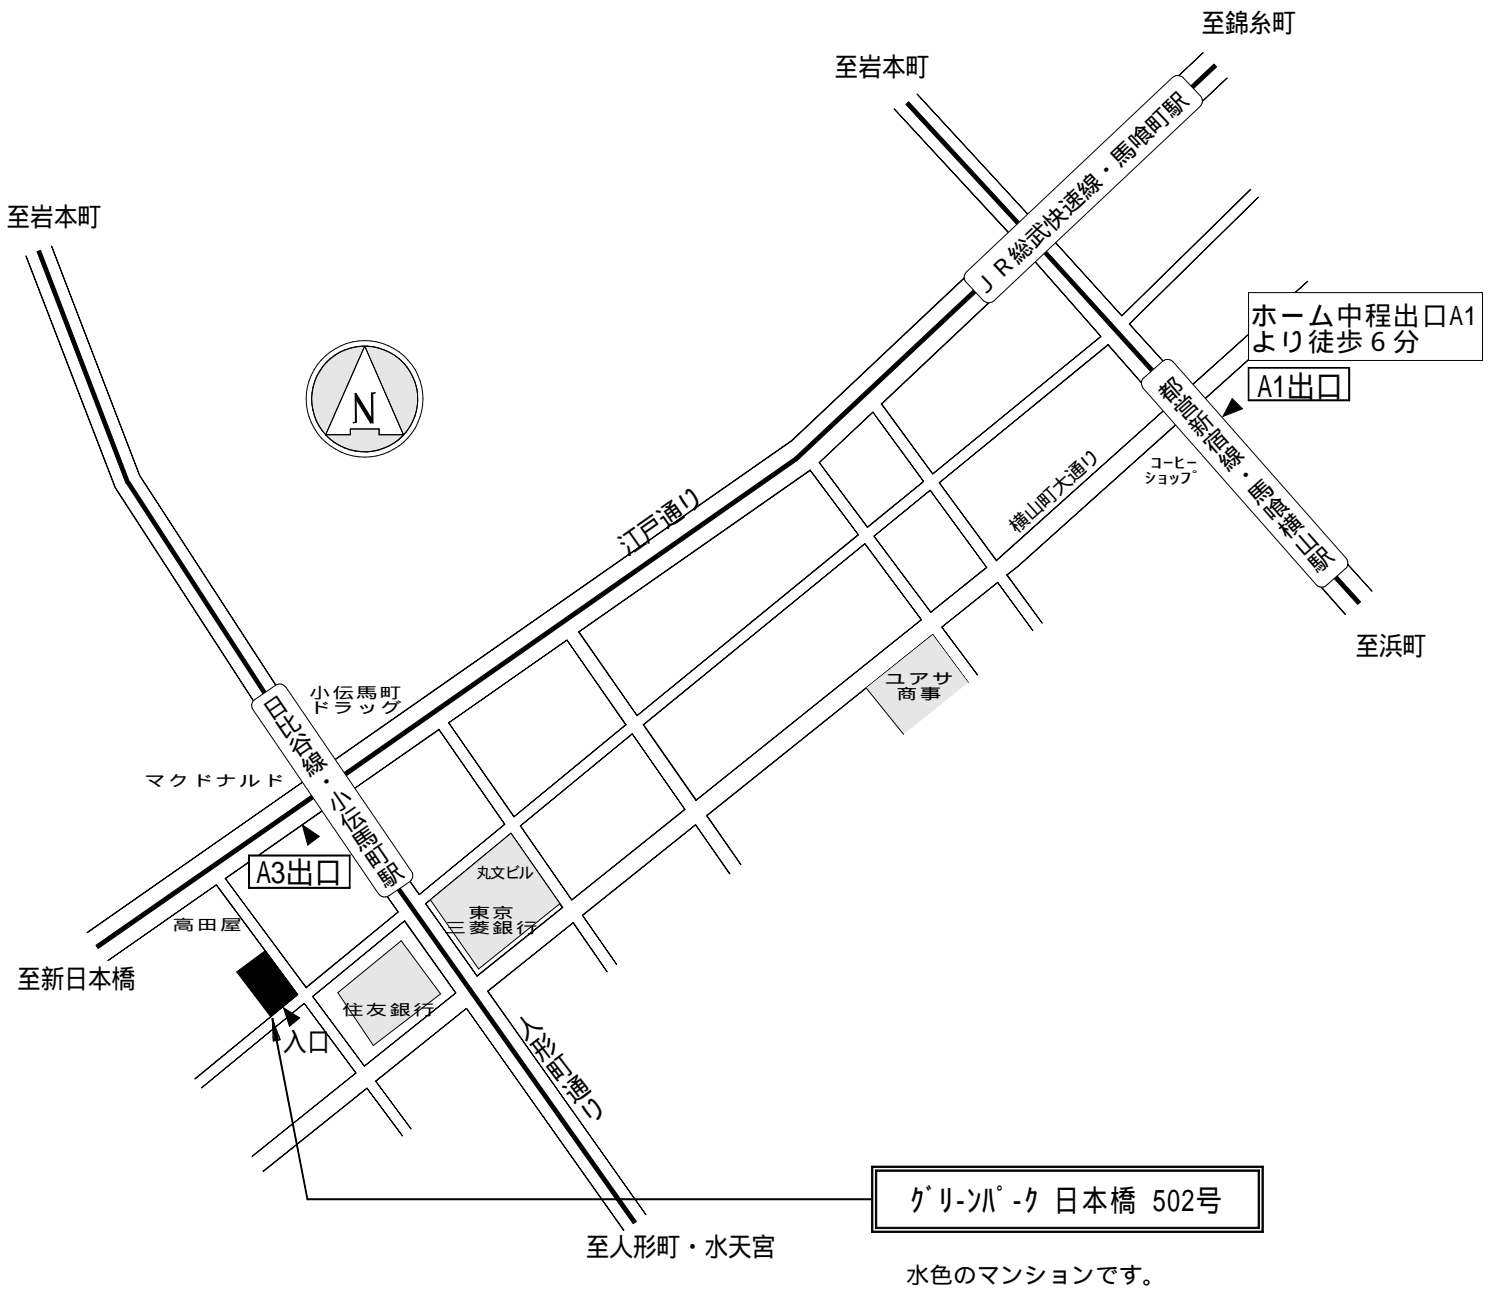 至錦糸町
至岩本町
ＪＲ総武快速線・馬喰町駅
至岩本町
ホーム中程出口A1
より徒歩６分
A1出口
N
都営新宿線・馬喰横山駅
コーヒー
ショップ
横山町大通り
江戸通り
至浜町
ユアサ
商事
小伝馬町
ドラッグ
日比谷線・小伝馬町駅
マクドナルド
A3出口
丸文ビル
東京
三菱銀行
高田屋
至新日本橋
住友銀行
入口
人形町通り
ｸﾞﾘｰﾝﾊﾟｰｸ 日本橋 502号
至人形町・水天宮
水色のマンションです。